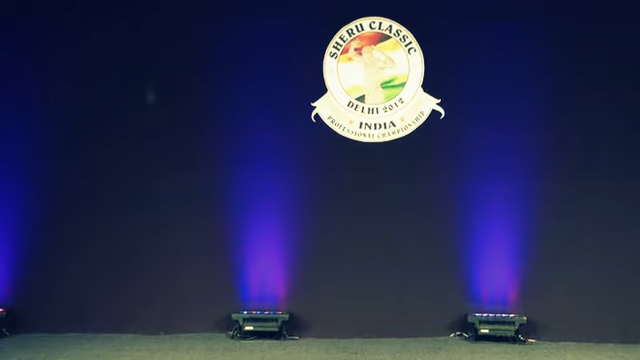 SHERU CLASSIC
DELHI 2012
INDIA
PROFESSIONAL CHAMPIONSHIP